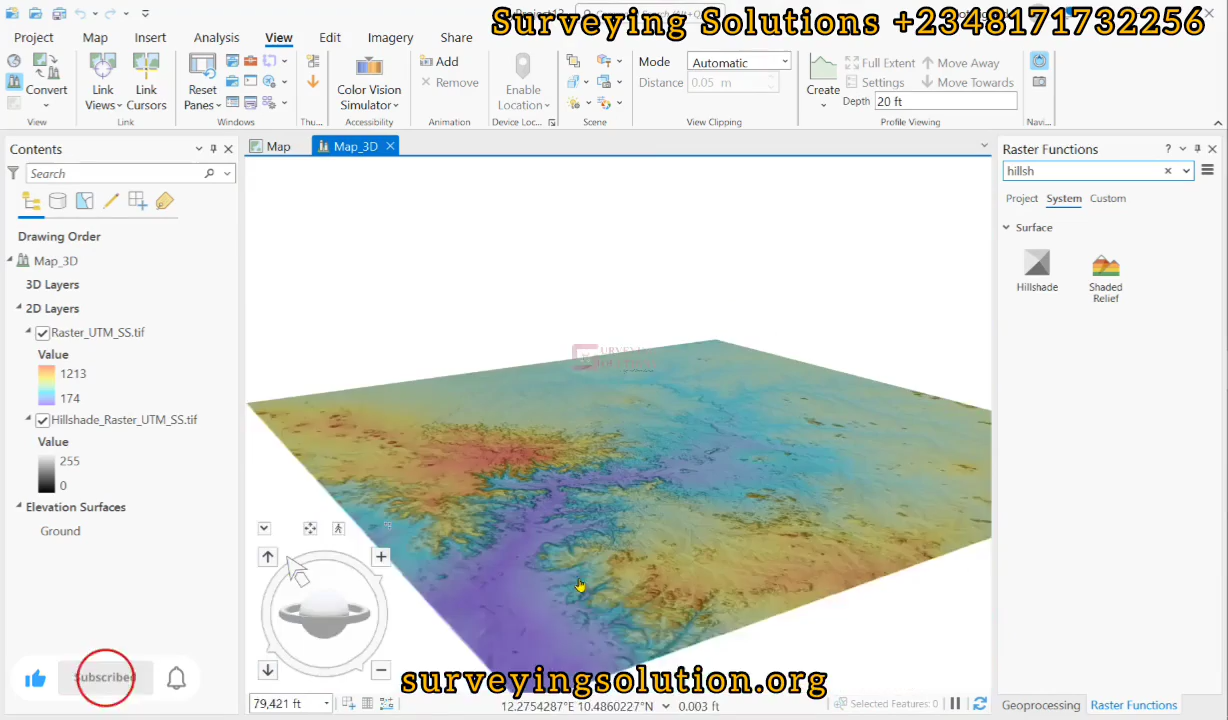 Surveying Solutions +2348171732256
Project Map Insert Analysis View Edit Imagery Share
Convert
Link Views
Link Cursors
Reset Panes
Color Vision Simulator
Add
Remove
Enable Location
Mode Automatic
Distance 0.05 m
Create
Full Extent
Move Away
Settings
Move Towards
Depth 20 ft
View Link Windows Thu... Accessibility Animation Device Loc... Scene View Clipping Profile Viewing Navi...
Contents
Search
Drawing Order
Map_3D
3D Layers
2D Layers
Raster_UTM_SS.tif
Value
1213
174
Hillshade_Raster_UTM_SS.tif
Value
255
0
Elevation Surfaces
Ground
Subscribed
Map Map_3D
79,421 ft
12.2754287°E 10.4860227°N 0.003 ft
Selected Features: 0
surveyingsolution.org
Raster Functions
hillsh
Project System Custom
Surface
Hillshade
Shaded Relief
Geoprocessing Raster Functions